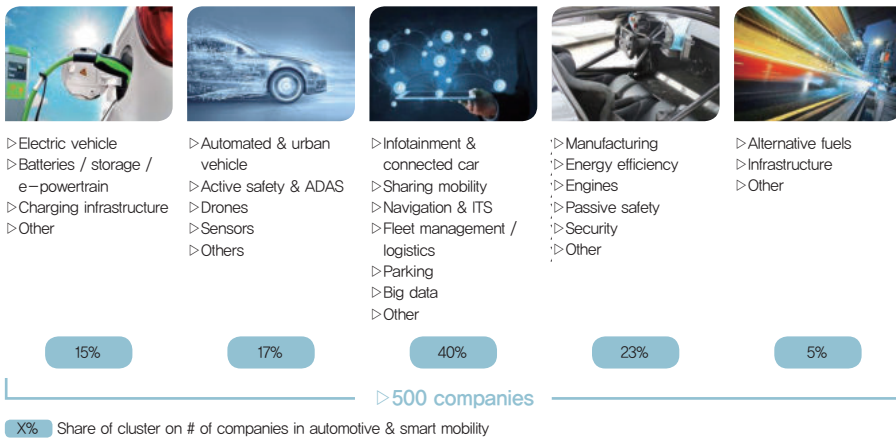 ▷Electric vehicle
▷Batteries / storage /
e-powertrain
▷Charging infrastructure
▷Other
▷Automated & urban
vehicle
▷Active safety & ADAS
▷Drones
▷Sensors
▷Others
▷Infotainment &
connected car
▷Sharing mobility
▷Navigation & ITS
▷Fleet management /
logistics
▷Parking
▷Big data
▷Other
▷Manufacturing
▷Energy efficiency
▷Engines
▷Passive safety
▷Security
▷Other
▷Alternative fuels
▷Infrastructure
▷Other
15%
17%
40%
23%
5%
▷500 companies
X% Share of cluster on # of companies in automotive & smart mobility